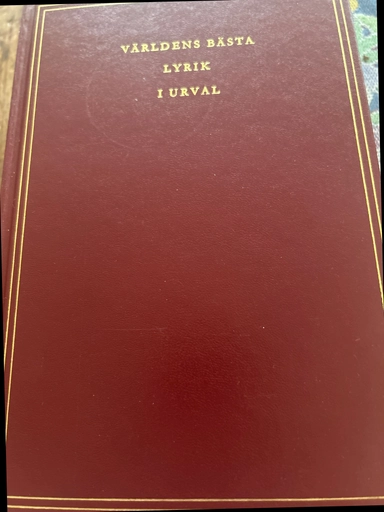 VÄRLDENS BÄSTA
LYRIK
I URVAL